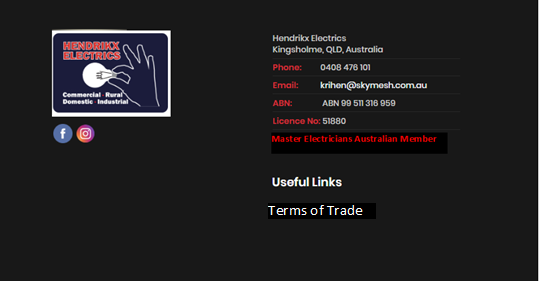 HENDRIKX
ELECTRICS
Commercial Rural
Domestic Industrial
Hendrikx Electrics
Kingsholme, QLD, Australia
Phone: 0408 476 101
Email: krihen@skymesh.com.au
ABN: ABN 99 511 316 959
Licence No: 51880
Master Electricians Australian Member
Useful Links
Terms of Trade